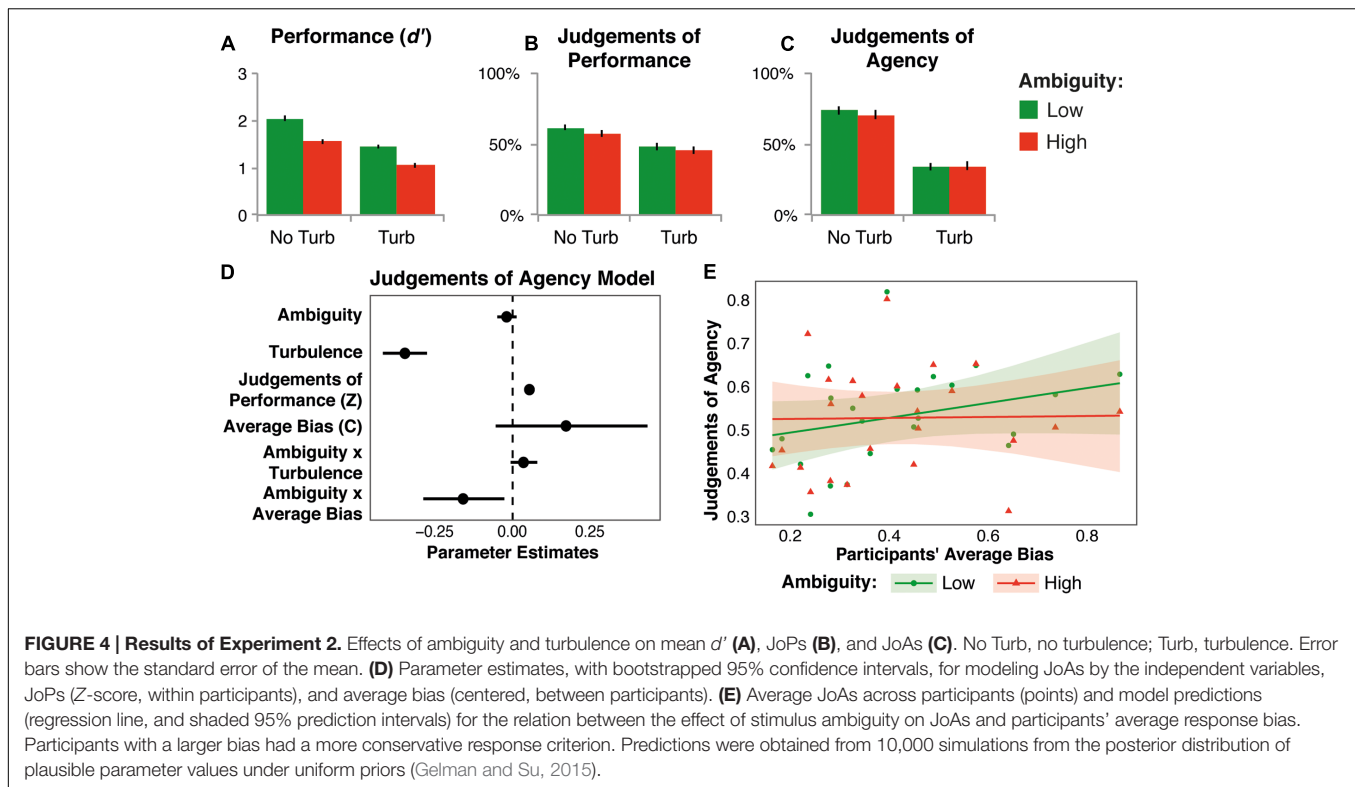 A Performance (d′)
3
2
1
0
No Turb Turb
B Judgements of
Performance
100%
50%
0%
No Turb Turb
C Judgements of
Agency
100%
50%
0%
No Turb Turb
Ambiguity:
Low
High
D Judgements of Agency Model
Ambiguity
Turbulence
Judgements of
Performance (Z)
Average Bias (C)
Ambiguity x
Turbulence
Ambiguity x
Average Bias
−0.25 0.00 0.25
Parameter Estimates
E
Judgements of Agency
0.8
0.7
0.6
0.5
0.4
0.3
0.2 0.4 0.6 0.8
Participants' Average Bias
Ambiguity: Low High
FIGURE 4 | Results of Experiment 2. Effects of ambiguity and turbulence on mean d' (A), JoPs (B), and JoAs (C). No Turb, no turbulence; Turb, turbulence. Error
bars show the standard error of the mean. (D) Parameter estimates, with bootstrapped 95% confidence intervals, for modeling JoAs by the independent variables,
JoPs (Z-score, within participants), and average bias (centered, between participants). (E) Average JoAs across participants (points) and model predictions
(regression line, and shaded 95% prediction intervals) for the relation between the effect of stimulus ambiguity on JoAs and participants' average response bias.
Participants with a larger bias had a more conservative response criterion. Predictions were obtained from 10,000 simulations from the posterior distribution of
plausible parameter values under uniform priors (Gelman and Su, 2015).